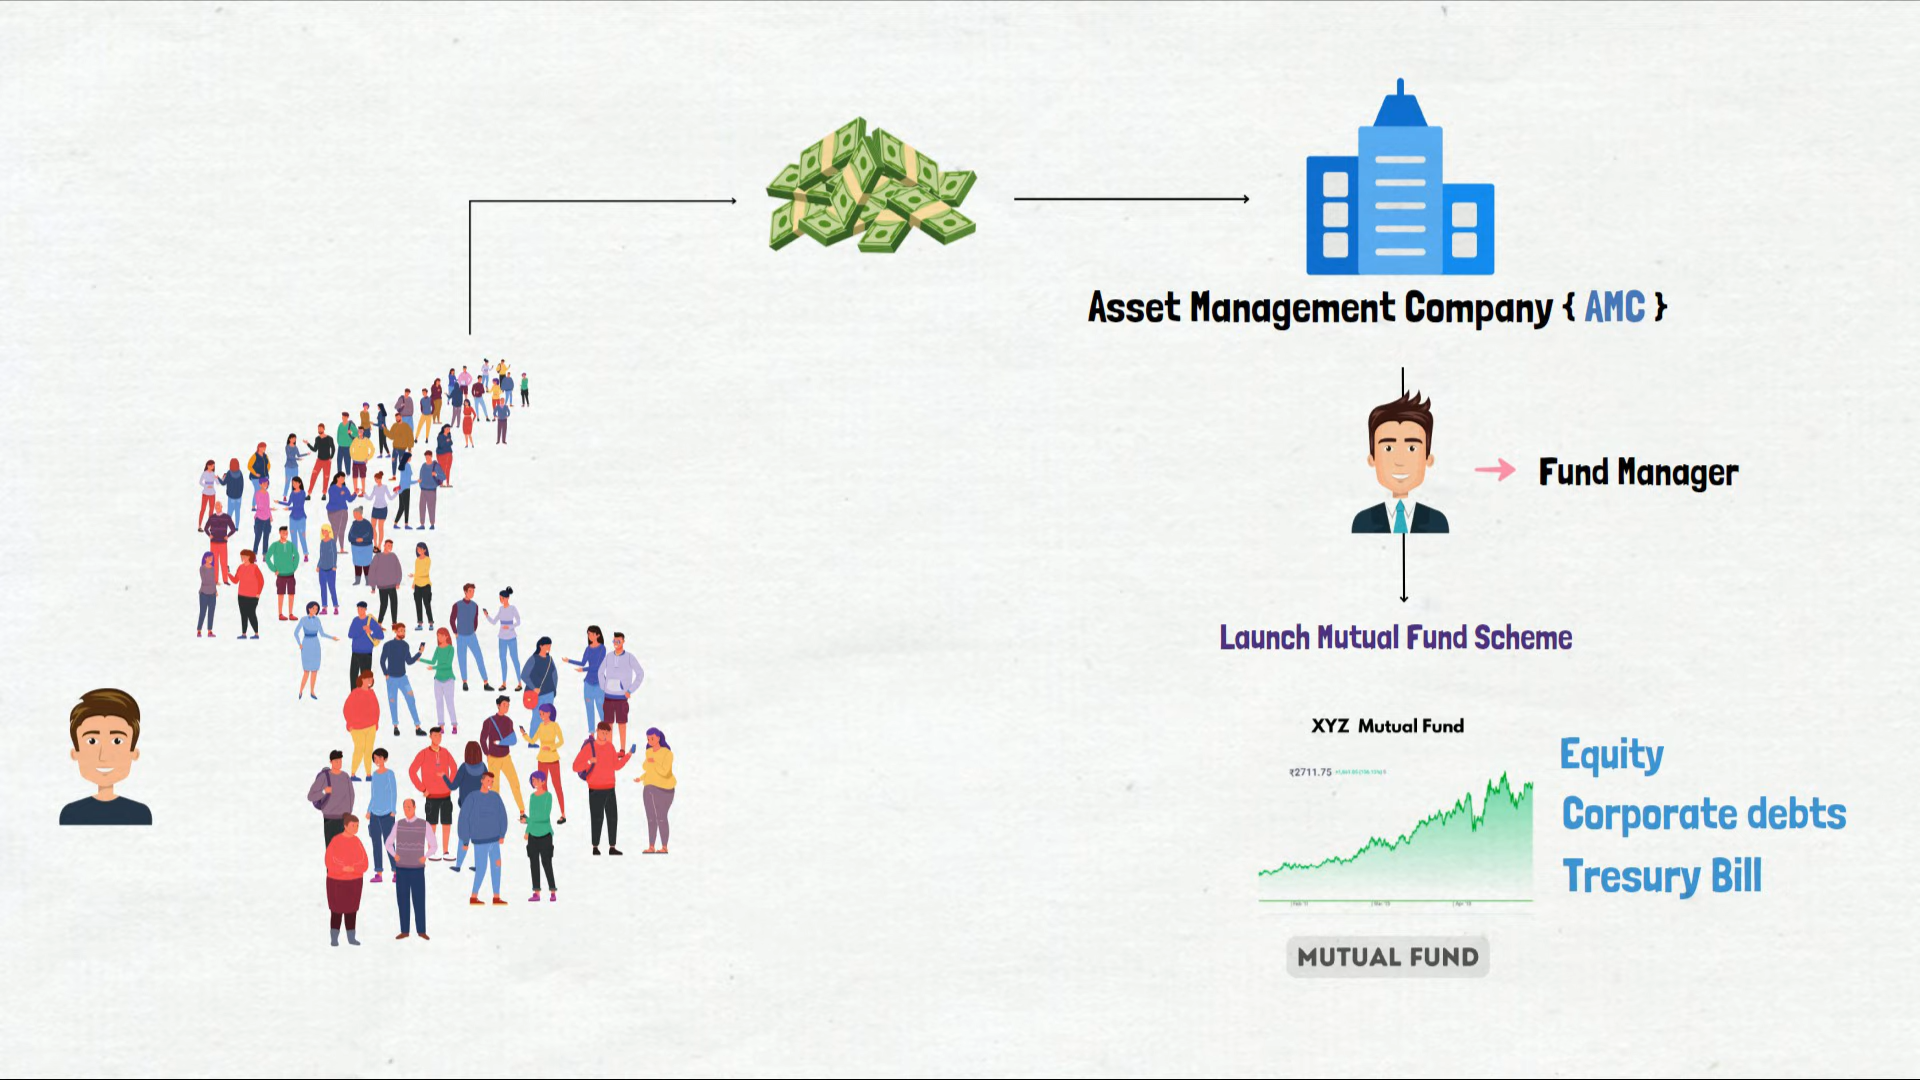 Asset Management Company { AMC }
Fund Manager
Launch Mutual Fund Scheme
XYZ Mutual Fund
₹2711.75
Equity
Corporate debts
Tresury Bill
MUTUAL FUND